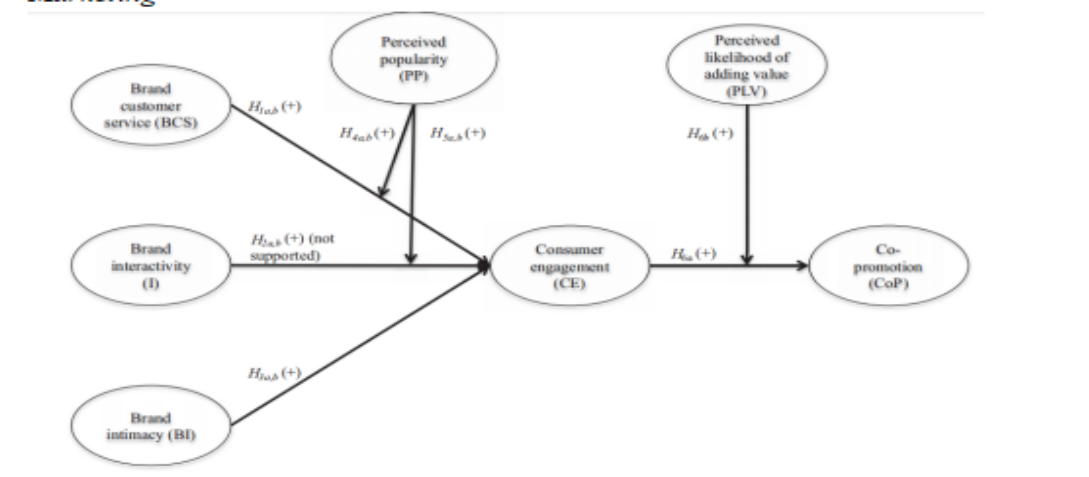 Marketing
Perceived
popularity
(PP)
Perceived
likelihood of
adding value
(PLV)
Brand
customer
service (BCS)
H1a,b (+)
H4a,b (+)
H5a,b (+)
H6b (+)
Brand
interactivity
(I)
H2a,b (+) (not
supported)
Consumer
engagement
(CE)
H6a (+)
Co-
promotion
(CoP)
H3a,b (+)
Brand
intimacy (BI)